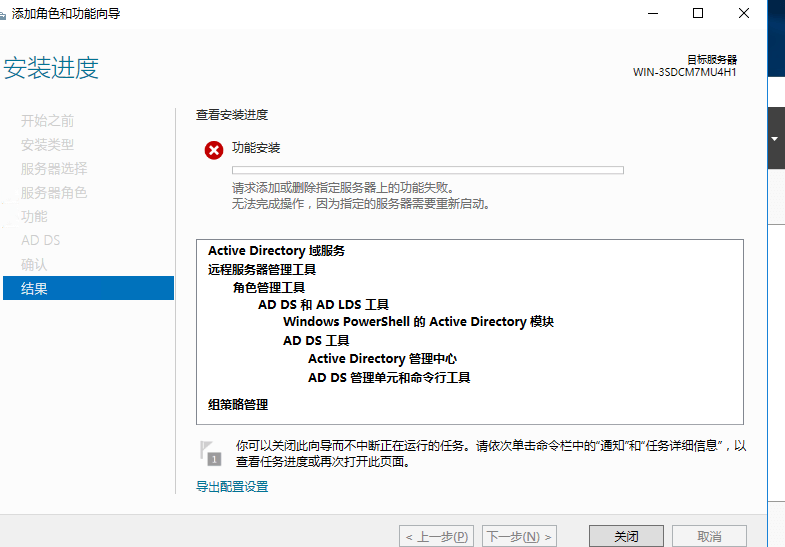 添加角色和功能向导
安装进度
目标服务器
WIN-3SDCM7MU4H1
开始之前
安装类型
服务器选择
服务器角色
功能
AD DS
确认
结果
查看安装进度
功能安装
请求添加或删除指定服务器上的功能失败。
无法完成操作，因为指定的服务器需要重新启动。
Active Directory 域服务
远程服务器管理工具
角色管理工具
AD DS 和 AD LDS 工具
Windows PowerShell 的 Active Directory 模块
AD DS 工具
Active Directory 管理中心
AD DS 管理单元和命令行工具
组策略管理
1
你可以关闭此向导而不中断正在运行的任务。请依次单击命令栏中的“通知”和“任务详细信息”，以
查看任务进度或再次打开此页面。
导出配置设置
< 上一步(P)
下一步(N) >
关闭
取消